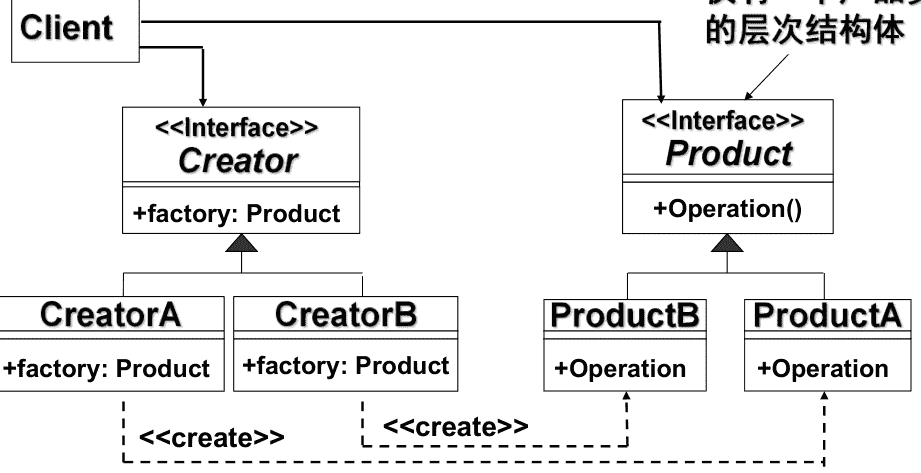 Client
的层次结构体
<<Interface>>
Creator
+factory: Product
<<Interface>>
Product
+Operation()
CreatorA
+factory: Product
CreatorB
+factory: Product
ProductB
+Operation
ProductA
+Operation
<<create>>
<<create>>